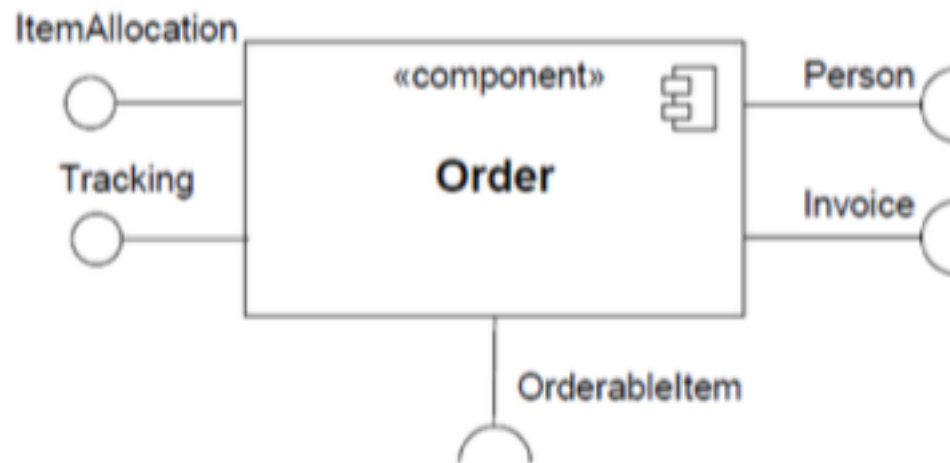 ItemAllocation
«component»
Person
Tracking
Order
Invoice
OrderableItem